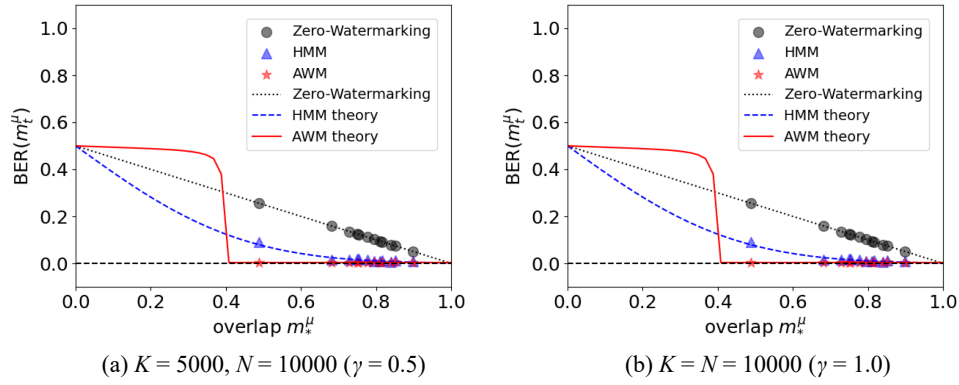 1.0
0.8
0.6
0.4
0.2
0.0
BER(m_t^μ)
Zero-Watermarking
HMM
AWM
Zero-Watermarking
HMM theory
AWM theory
0.0 0.2 0.4 0.6 0.8 1.0
overlap m_*^μ
(a) K = 5000, N = 10000 (γ = 0.5)
1.0
0.8
0.6
0.4
0.2
0.0
BER(m_t^μ)
Zero-Watermarking
HMM
AWM
Zero-Watermarking
HMM theory
AWM theory
0.0 0.2 0.4 0.6 0.8 1.0
overlap m_*^μ
(b) K = N = 10000 (γ = 1.0)